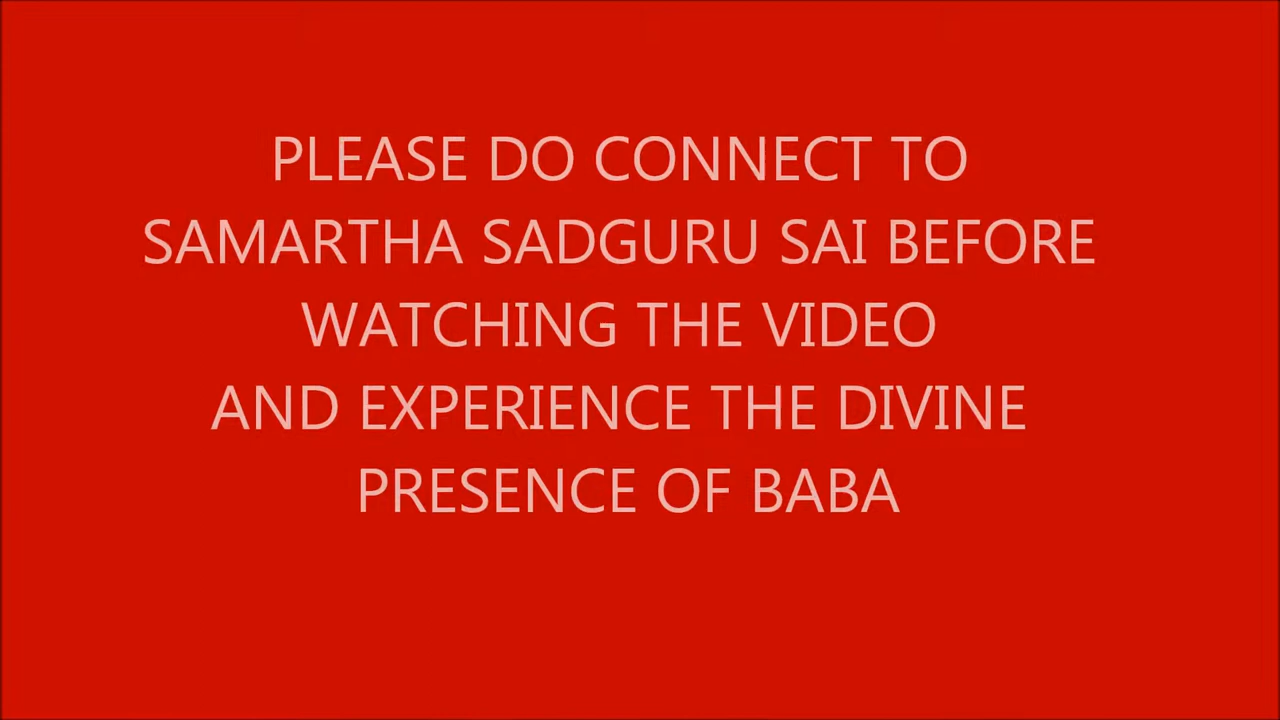 PLEASE DO CONNECT TO
SAMARTHA SADGURU SAI BEFORE
WATCHING THE VIDEO
AND EXPERIENCE THE DIVINE
PRESENCE OF BABA